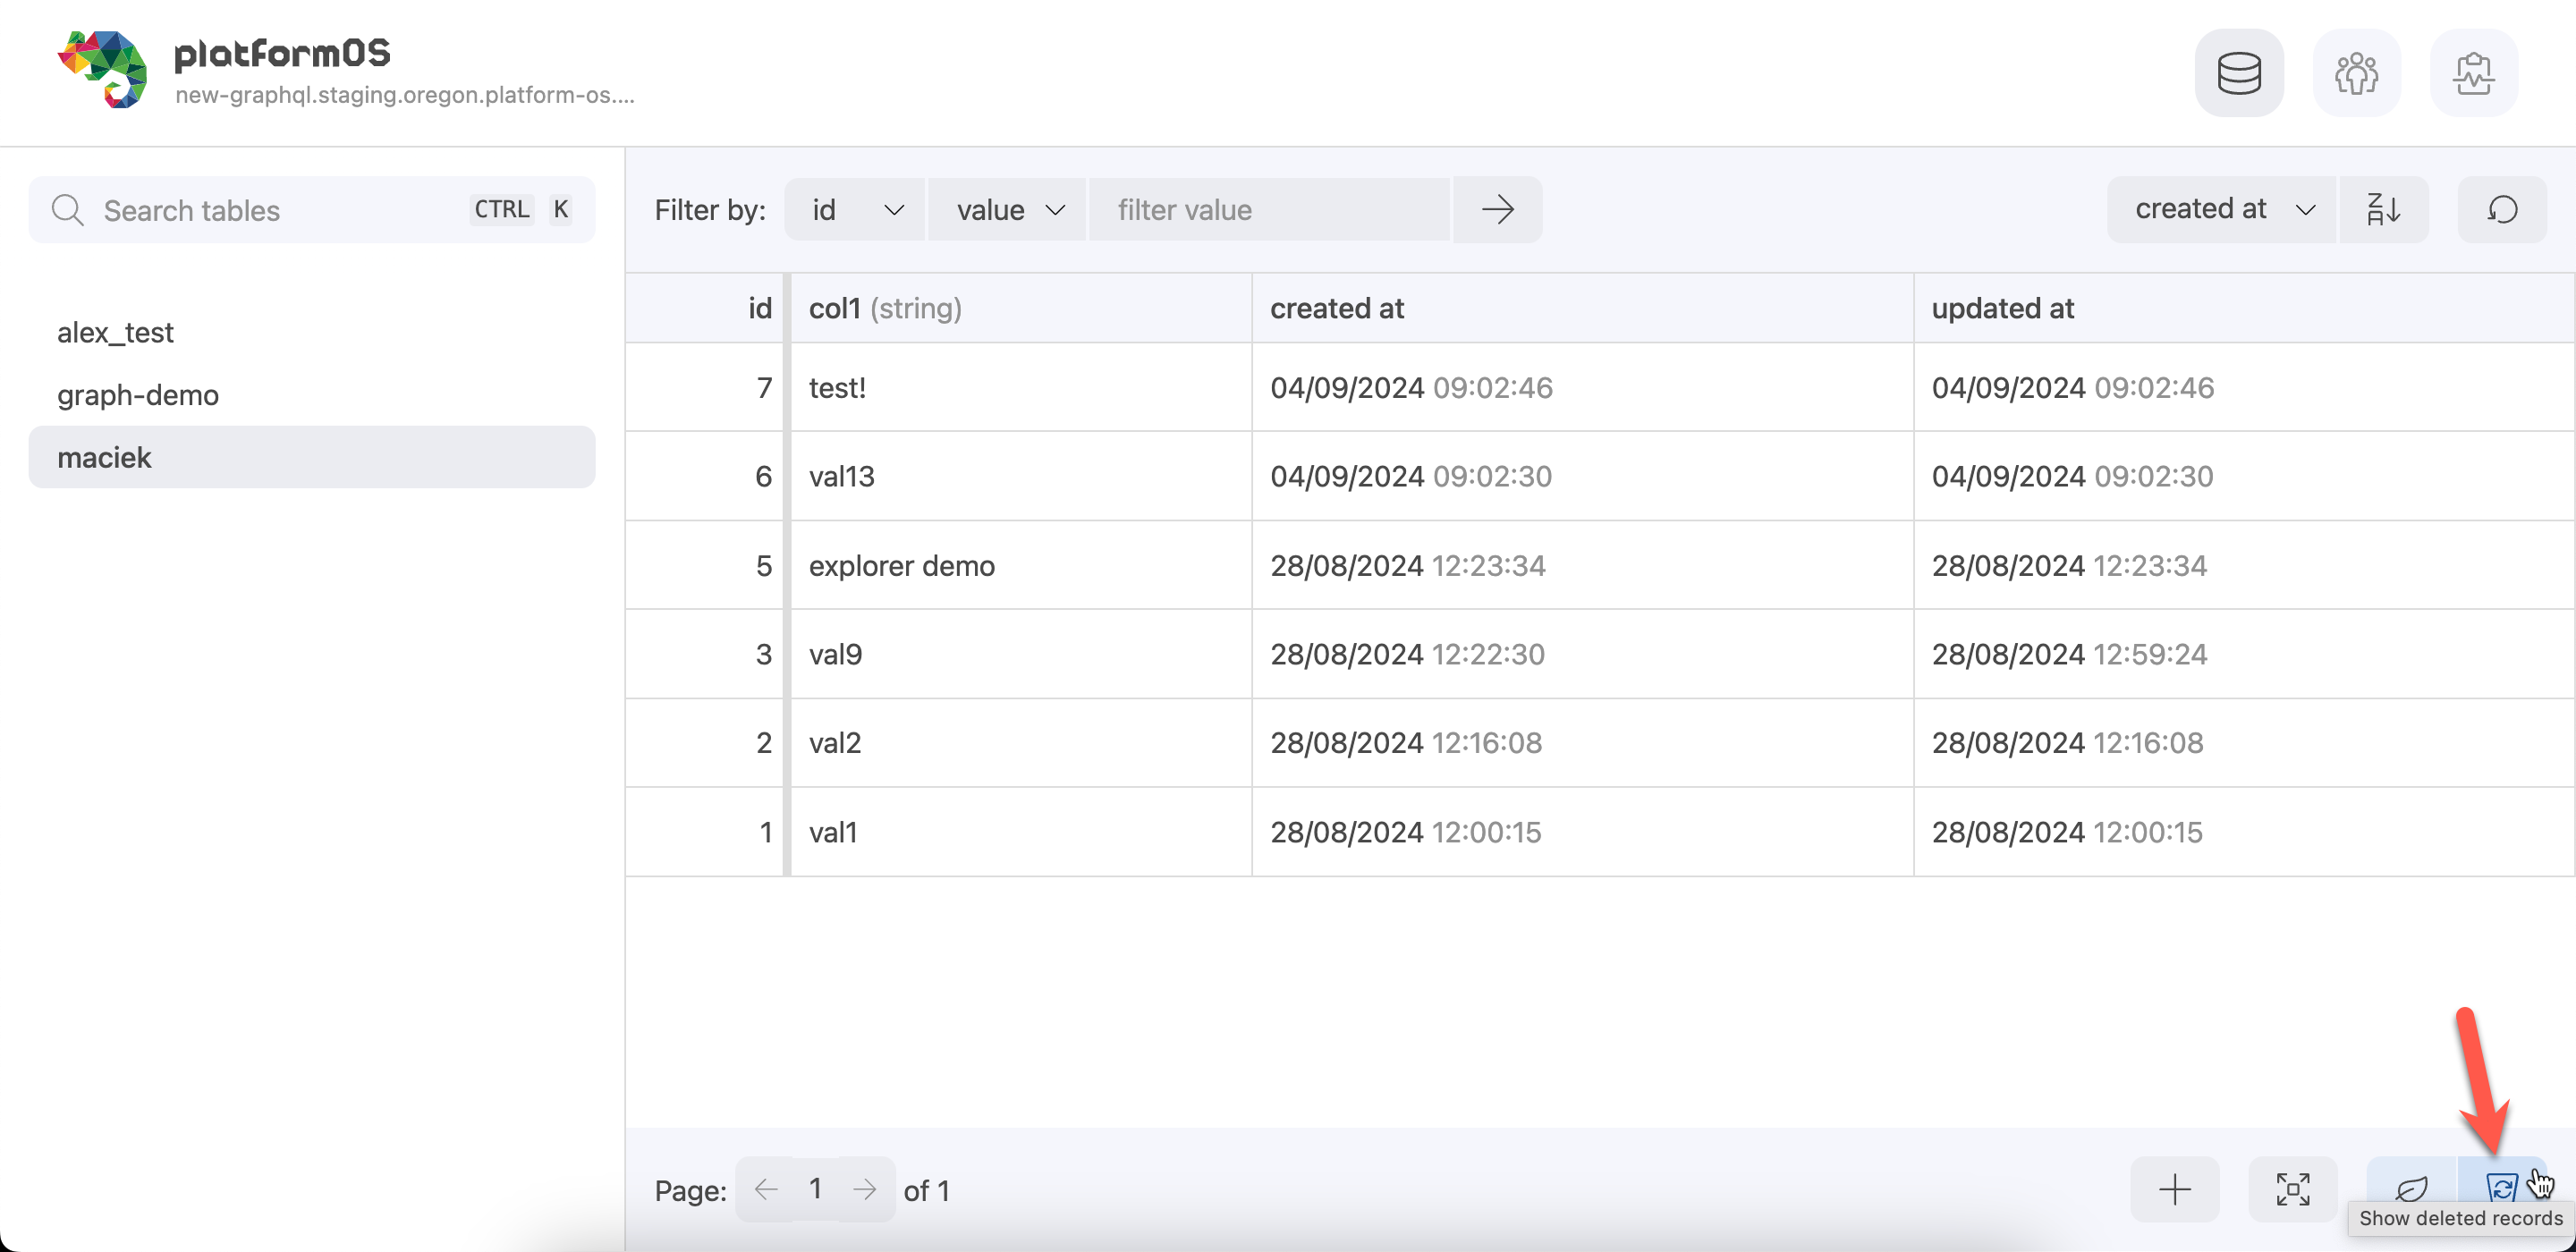 platformOS
new-graphql.staging.oregon.platform-os....
Search tables CTRL K
alex_test
graph-demo
maciek
Filter by: id value filter value created at
id col1 (string) created at updated at
7 test! 04/09/2024 09:02:46 04/09/2024 09:02:46
6 val13 04/09/2024 09:02:30 04/09/2024 09:02:30
5 explorer demo 28/08/2024 12:23:34 28/08/2024 12:23:34
3 val9 28/08/2024 12:22:30 28/08/2024 12:59:24
2 val2 28/08/2024 12:16:08 28/08/2024 12:16:08
1 val1 28/08/2024 12:00:15 28/08/2024 12:00:15
Page: 1 of 1
Show deleted records